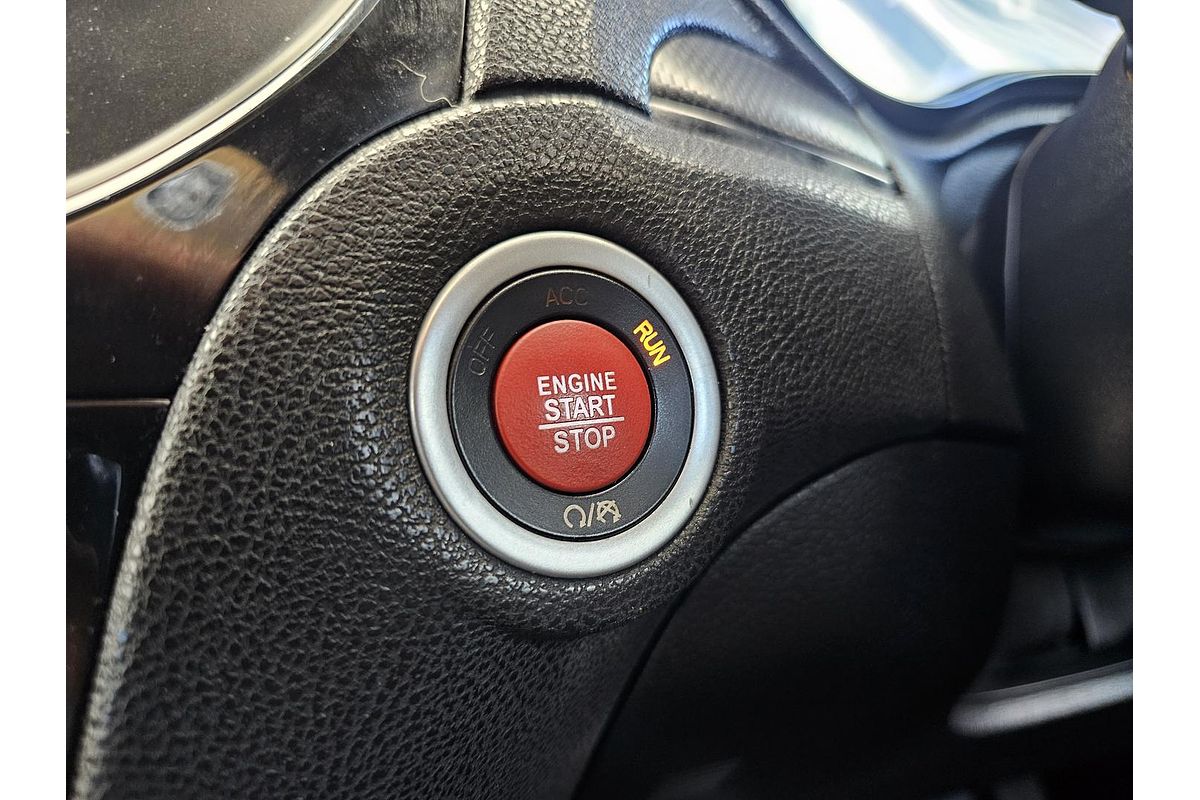 OFF
ACC
RUN
ENGINE
START
STOP